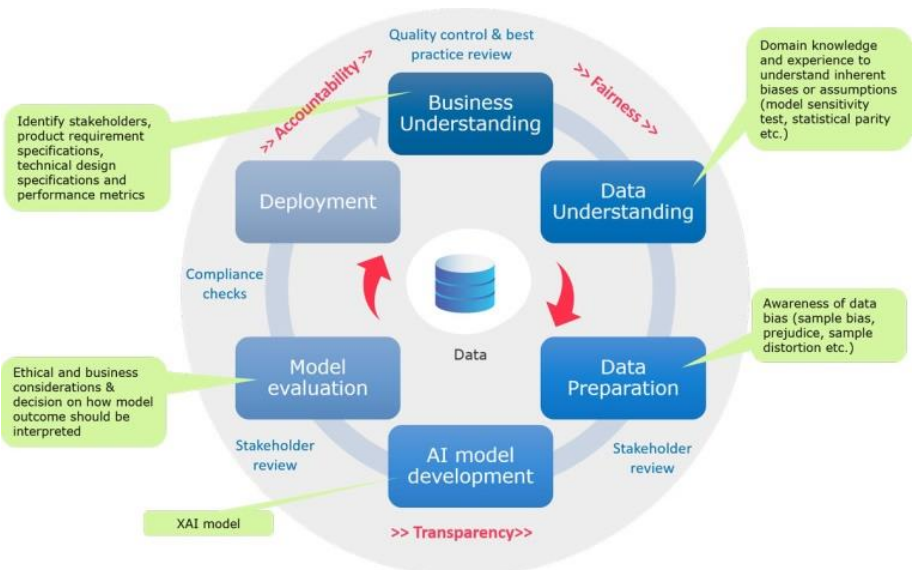 Quality control & best
practice review
>> Accountability >>
>> Fairness >>
Business
Understanding
Domain knowledge
and experience to
understand inherent
biases or assumptions
(model sensitivity
test, statistical parity
etc.)
Identify stakeholders,
product requirement
specifications,
technical design
specifications and
performance metrics
Deployment
Data
Understanding
Compliance
checks
Data
Awareness of data
bias (sample bias,
prejudice, sample
distortion etc.)
Model
evaluation
Data
Preparation
Ethical and business
considerations &
decision on how model
outcome should be
interpreted
Stakeholder
review
AI model
development
Stakeholder
review
XAI model
>> Transparency>>